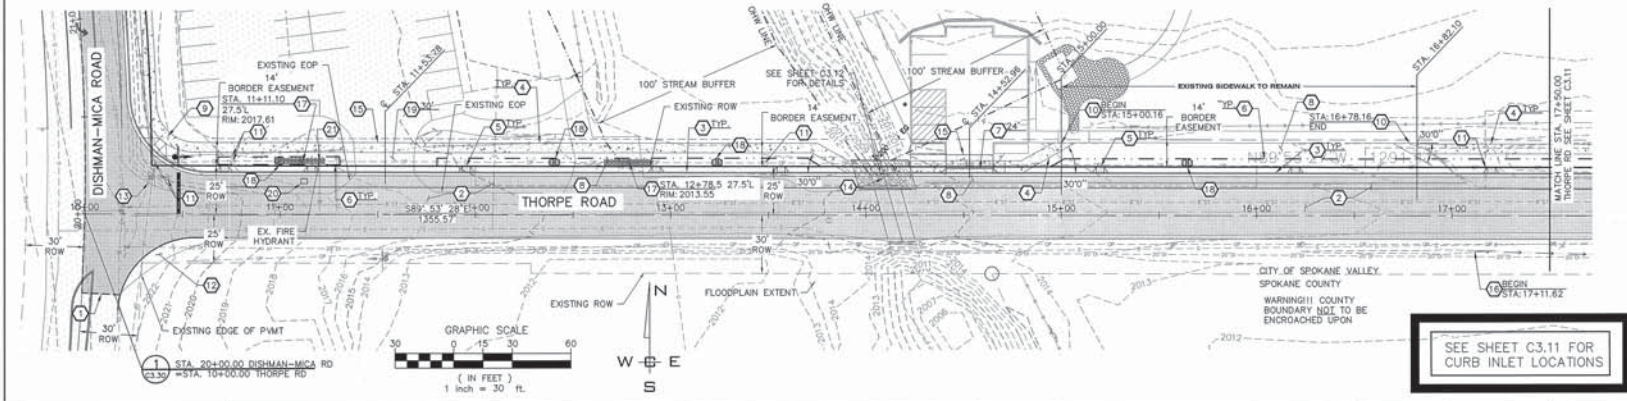 DISHMAN-MICA ROAD
EXISTING EOP
14'
BORDER EASEMENT
STA. 11+11.10
27.5'L
RIM: 2017.61
STA. 11+53.28
EXISTING EOP
TYP.
100' STREAM BUFFER
EXISTING ROW
OHW LINE
OHW LINE
SEE SHEET C3.12
FOR DETAILS
14'
BORDER EASEMENT
100' STREAM BUFFER
STA. 14+52.96
STA. 15+00.00
24"
BEGIN
STA:15+00.16
EXISTING SIDEWALK TO REMAIN
14'
BORDER
EASEMENT
STA:16+78.16
END
STA. 16+82.10
MATCH LINE STA. 17+50.00
THORPE RD SEE SHEET C3.11
25'
ROW
10+00
11+00
S89° 53' 28"E
1355.57'
THORPE ROAD
STA. 12+78.5 27.5'L
RIM: 2013.55
25'
ROW
30'0"
13+00
14+00
30'0"
15+00
16+00
17+00
30'
ROW
25'
ROW
EX. FIRE
HYDRANT
30'
ROW
EXISTING ROW
FLOODPLAIN EXTENT
CITY OF SPOKANE VALLEY
SPOKANE COUNTY
WARNING!!! COUNTY
BOUNDARY NOT TO BE
ENCROACHED UPON
BEGIN
STA:17+11.62
EXISTING EDGE OF PVMT
30'
ROW
1
C3.30
STA. 20+00.00 DISHMAN-MICA RD
=STA. 10+00.00 THORPE RD
GRAPHIC SCALE
30 0 15 30 60
( IN FEET )
1 inch = 30 ft.
N
W E
S
SEE SHEET C3.11 FOR
CURB INLET LOCATIONS